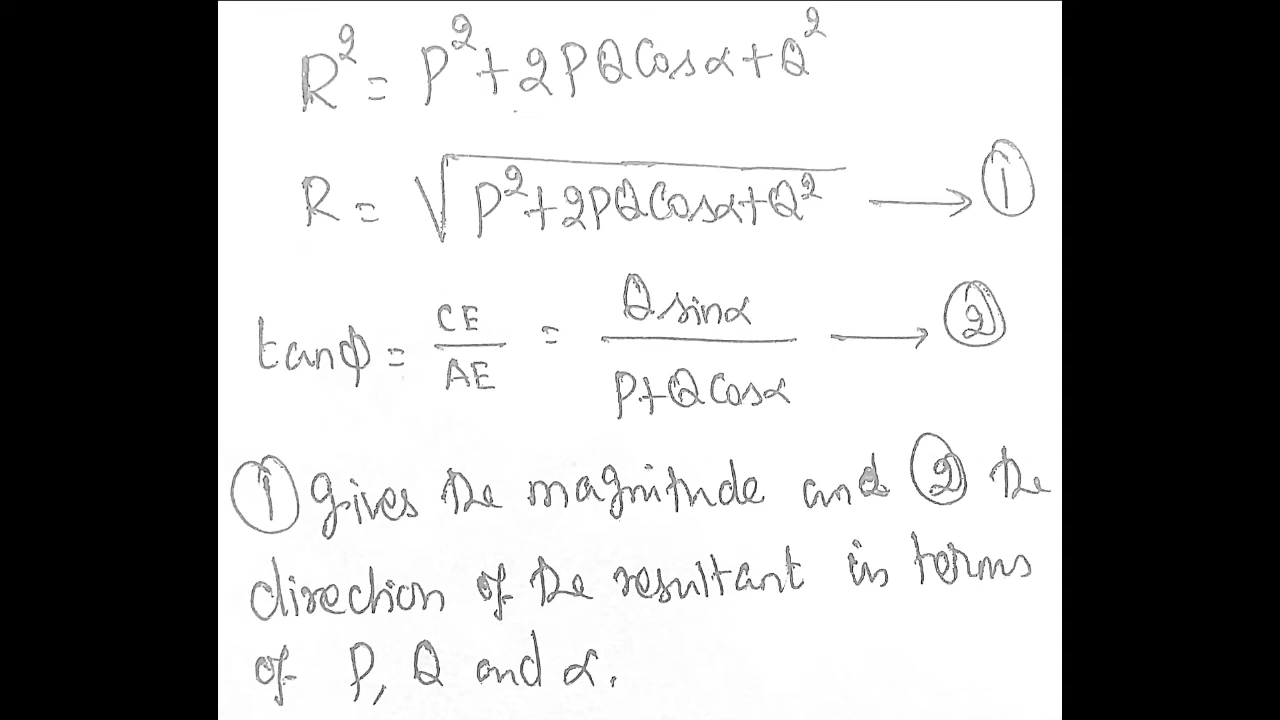 R² = P² + 2PQ Cosα + Q²
R = √(P² + 2PQ Cosα + Q²) → ①
tanφ = CE/AE = Q sinα / P+Q Cosα → ②
① gives the magnitude and ② the
direction of the resultant in terms
of P, Q and α.